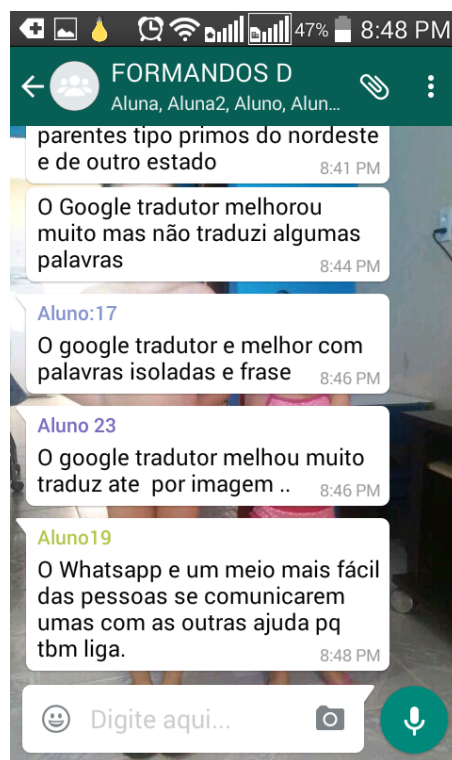 47% 8:48 PM
FORMANDOS D
Aluna, Aluna2, Aluno, Alun...
parentes tipo primos do nordeste
e de outro estado
8:41 PM
O Google tradutor melhorou
muito mas não traduzi algumas
palavras
8:44 PM
Aluno:17
O google tradutor e melhor com
palavras isoladas e frase
8:46 PM
Aluno 23
O google tradutor melhou muito
traduz ate por imagem ..
8:46 PM
Aluno19
O Whatsapp e um meio mais fácil
das pessoas se comunicarem
umas com as outras ajuda pq
tbm liga.
8:48 PM
Digite aqui...